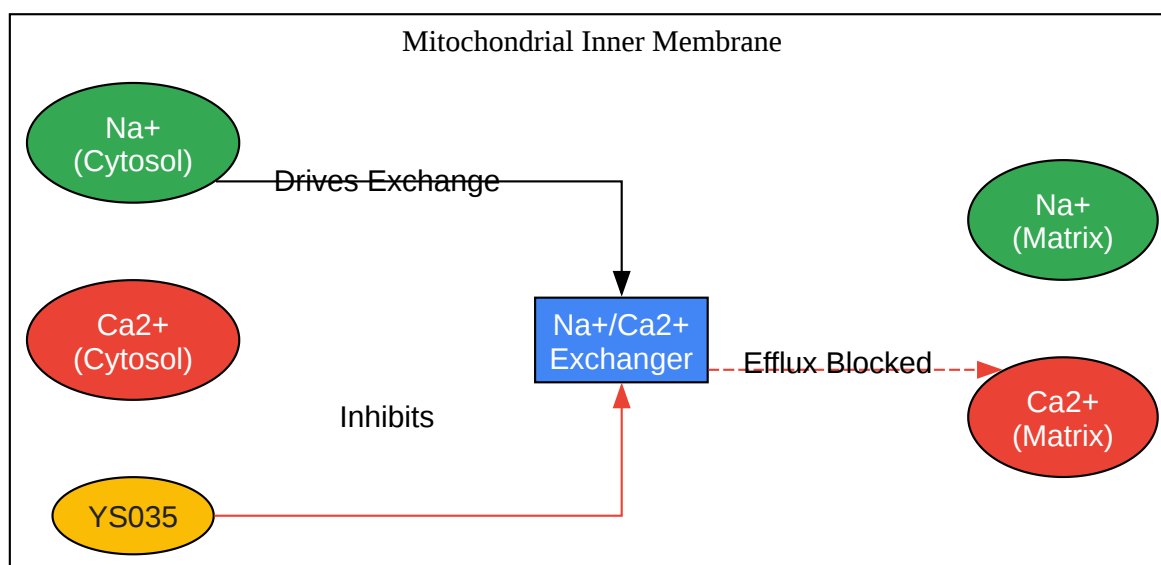 Mitochondrial Inner Membrane
Na+
(Cytosol)
Drives Exchange
Na+
(Matrix)
Ca2+
(Cytosol)
Na+/Ca2+
Exchanger
Efflux Blocked
Ca2+
(Matrix)
Inhibits
YS035